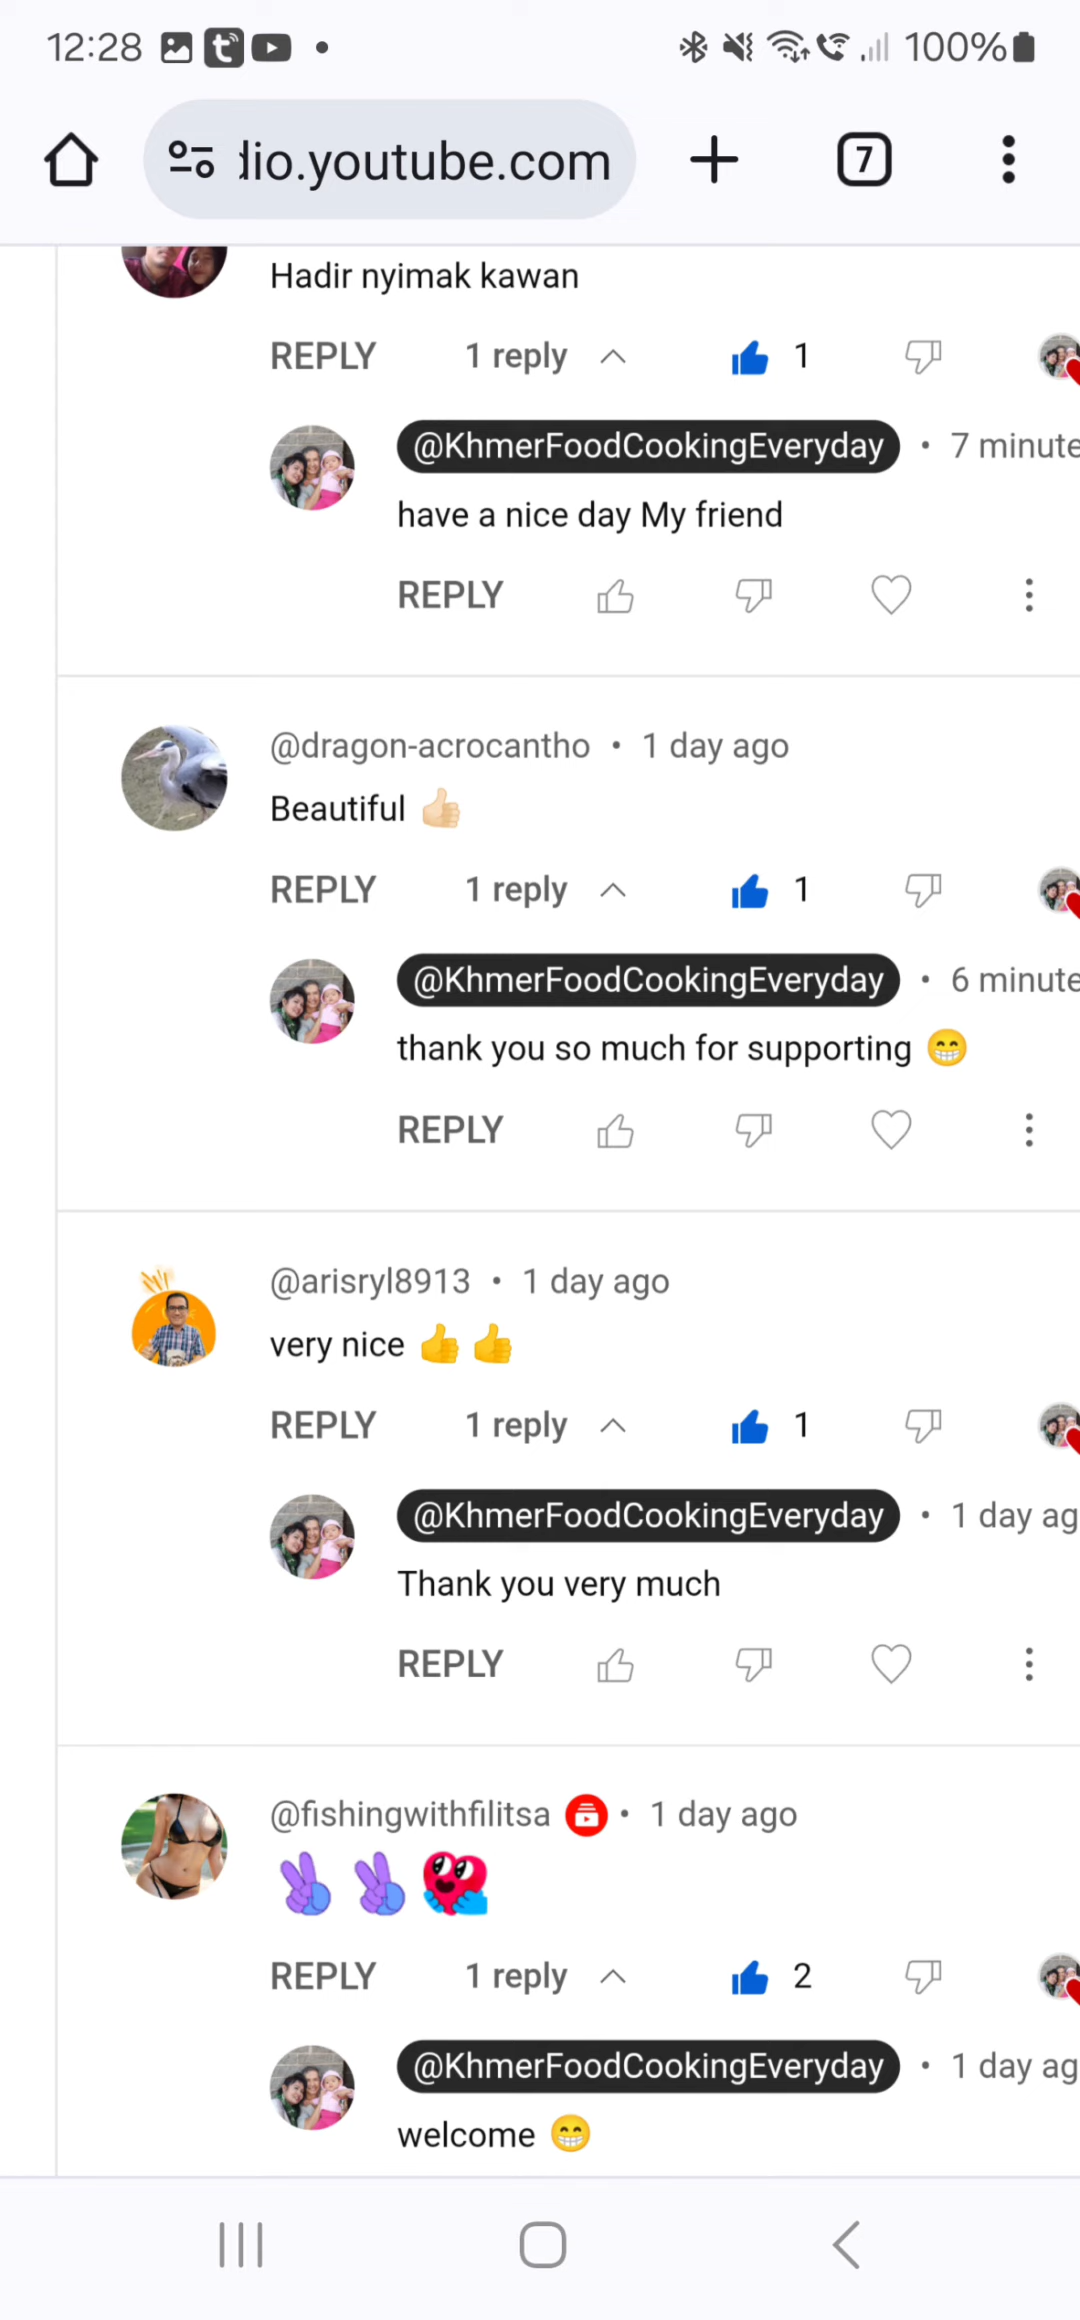 12:28 100%
dio.youtube.com 7
Hadir nyimak kawan
REPLY 1 reply 1
@KhmerFoodCookingEveryday • 7 minute
have a nice day My friend
REPLY
@dragon-acrocantho • 1 day ago
Beautiful 👍🏻
REPLY 1 reply 1
@KhmerFoodCookingEveryday • 6 minute
thank you so much for supporting 😁
REPLY
@arisryl8913 • 1 day ago
very nice 👍 👍
REPLY 1 reply 1
@KhmerFoodCookingEveryday • 1 day ag
Thank you very much
REPLY
@fishingwithfilitsa • 1 day ago
REPLY 1 reply 2
@KhmerFoodCookingEveryday • 1 day ag
welcome 😁